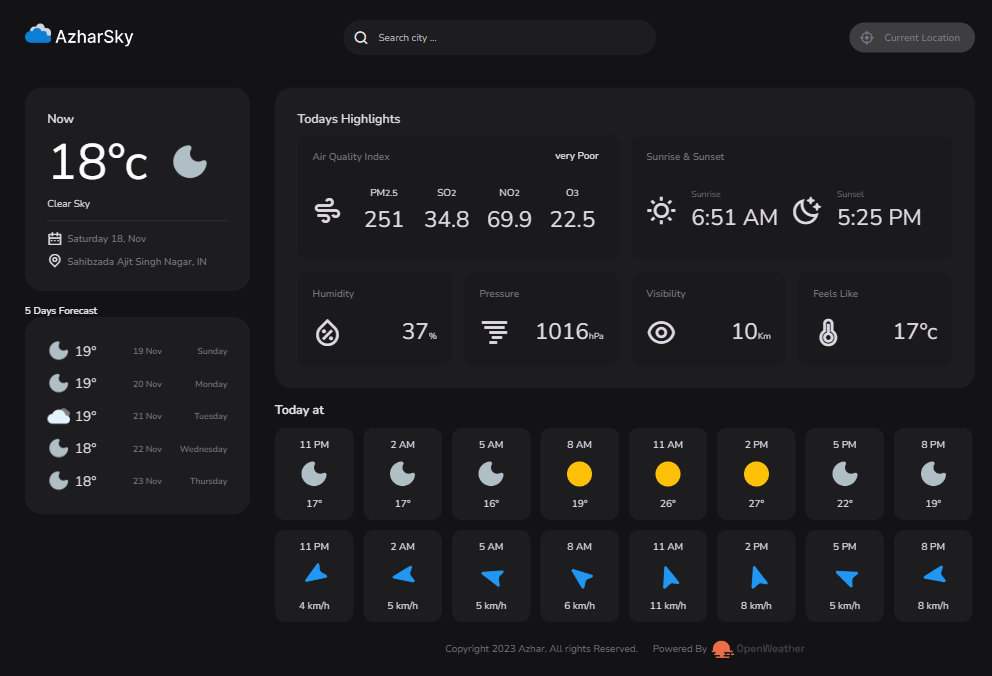 AzharSky
Search city ...
Current Location
Now
18°c
Clear Sky
Saturday 18, Nov
Sahibzada Ajit Singh Nagar, IN
5 Days Forecast
19° 19 Nov Sunday
19° 20 Nov Monday
19° 21 Nov Tuesday
18° 22 Nov Wednesday
18° 23 Nov Thursday
Todays Highlights
Air Quality Index very Poor
PM2.5 SO2 NO2 O3
251 34.8 69.9 22.5
Sunrise & Sunset
Sunrise Sunset
6:51 AM 5:25 PM
Humidity
37%
Pressure
1016hPa
Visibility
10Km
Feels Like
17°c
Today at
11 PM 2 AM 5 AM 8 AM 11 AM 2 PM 5 PM 8 PM
17° 17° 16° 19° 26° 27° 22° 19°
11 PM 2 AM 5 AM 8 AM 11 AM 2 PM 5 PM 8 PM
4 km/h 5 km/h 5 km/h 6 km/h 11 km/h 8 km/h 5 km/h 8 km/h
Copyright 2023 Azhar. All rights Reserved. Powered By OpenWeather